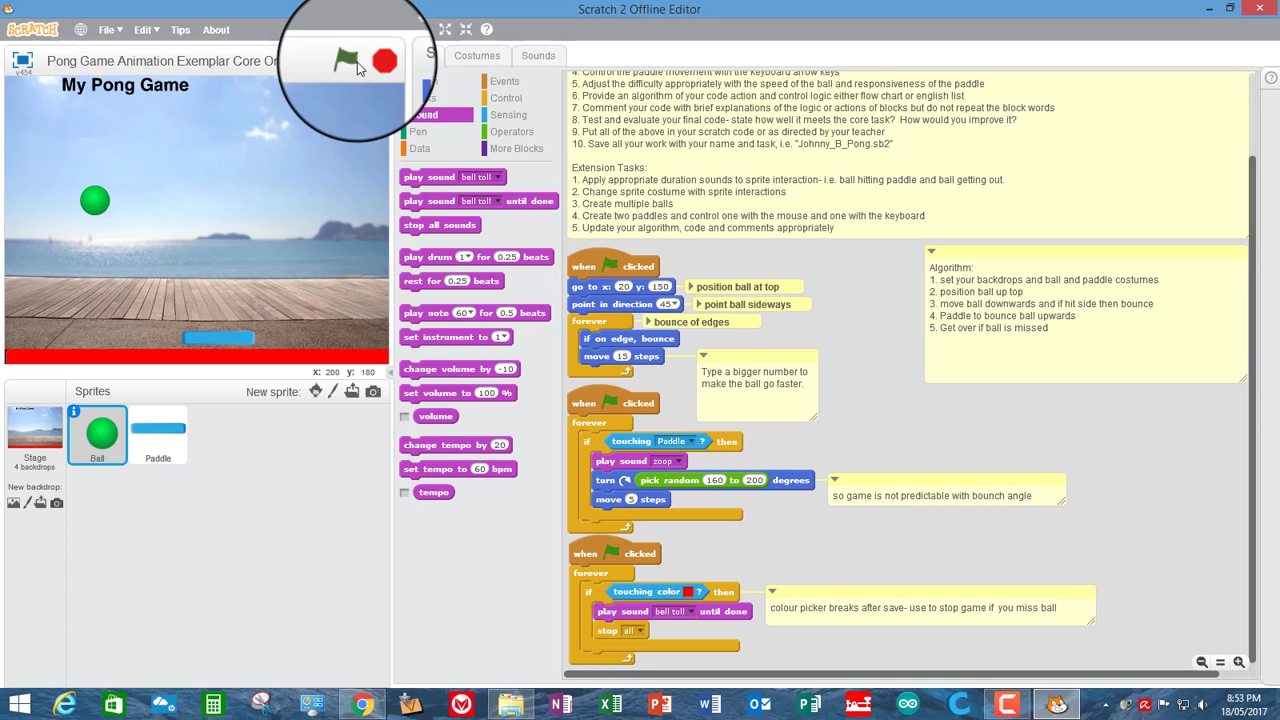 Scratch 2 Offline Editor
SCRATCH File Edit Tips About
Pong Game Animation Exemplar Core On
v454
Costumes Sounds
My Pong Game
Events
Control
Sensing
Pen Operators
Data More Blocks
play sound bell toll
play sound bell toll until done
stop all sounds
play drum 1 for 0.25 beats
rest for 0.25 beats
play note 60 for 0.5 beats
set instrument to 1
change volume by -10
set volume to 100 %
volume
change tempo by 20
set tempo to 60 bpm
tempo
4. Control the paddle movement with the keyboard arrow keys
5. Adjust the difficulty appropriately with the speed of the ball and responsiveness of the paddle
6. Provide an algorithm of your code action and control logic either flow chart or english list
7. Comment your code with brief explanations of the logic or actions of blocks but do not repeat the block words
8. Test and evaluate your final code- state how well it meets the core task? How would you improve it?
9. Put all of the above in your scratch code or as directed by your teacher
10. Save all your work with your name and task, i.e. "Johnny_B_Pong.sb2"
Extension Tasks:
1. Apply appropriate duration sounds to sprite interaction- i.e. ball hitting paddle and ball getting out.
2. Change sprite costume with sprite interactions
3. Create multiple balls
4. Create two paddles and control one with the mouse and one with the keyboard
5. Update your algorithm, code and comments appropriately
when clicked
go to x: 20 y: 150
position ball at top
point in direction 45
point ball sideways
forever
bounce of edges
if on edge, bounce
move 15 steps
Type a bigger number to
make the ball go faster.
Algorithm:
1. set your backdrops and ball and paddle costumes
2. position ball up top
3. move ball downwards and if hit side then bounce
4. Paddle to bounce ball upwards
5. Get over if ball is missed
when clicked
forever
if touching Paddle ? then
play sound zoop
turn pick random 160 to 200 degrees
so game is not predictable with bounch angle
move 5 steps
when clicked
forever
if touching color ? then
play sound bell toll until done
stop all
colour picker breaks after save- use to stop game if you miss ball
x: 200 y: 180
Sprites New sprite:
Stage
4 backdrops
Ball
Paddle
New backdrop:
8:53 PM
18/05/2017